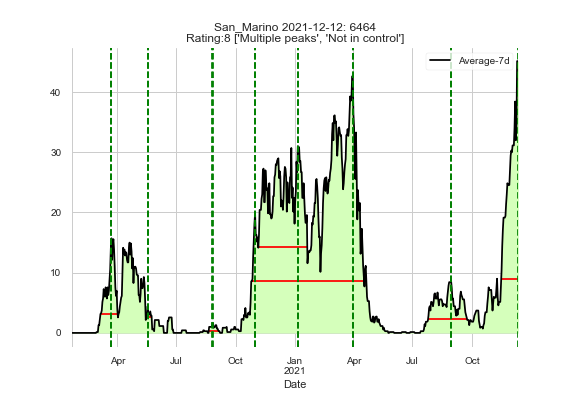 San_Marino 2021-12-12: 6464
Rating:8 ['Multiple peaks', 'Not in control']
Average-7d
40
30
20
10
0
Apr Jul Oct Jan Apr Jul Oct
2021
Date